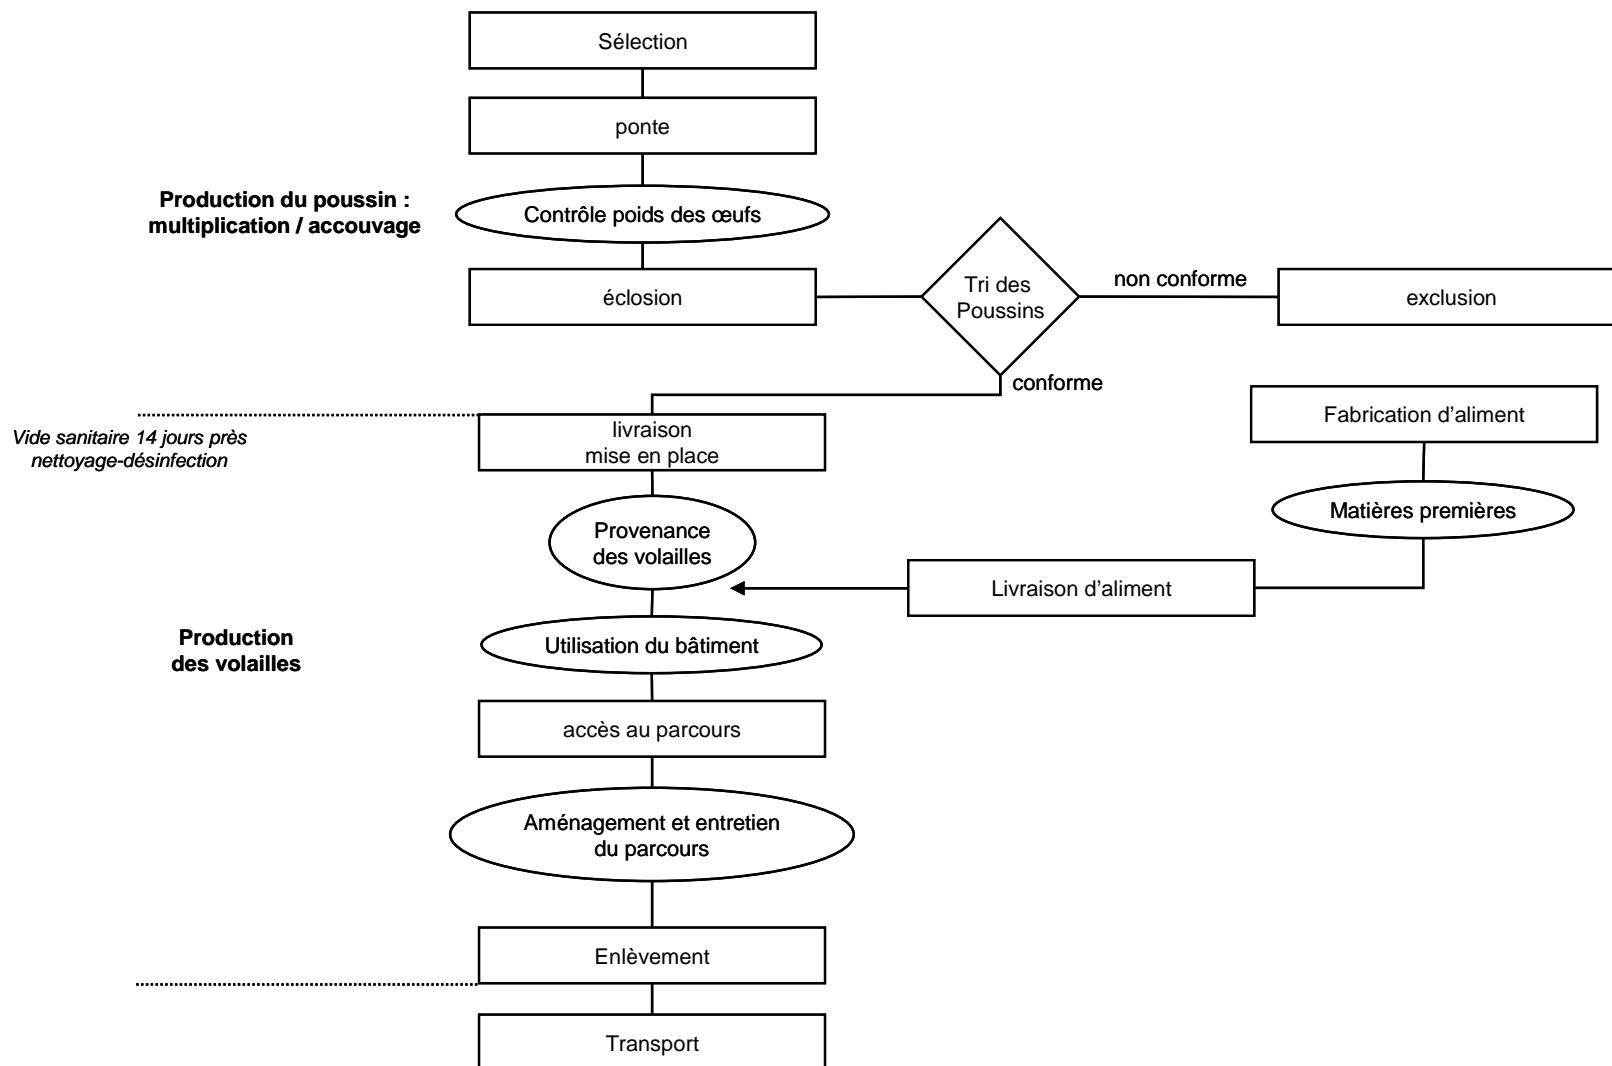 Sélection
ponte
Production du poussin :
multiplication / accouvage
Contrôle poids des œufs
éclosion
Tri des
Poussins
non conforme
exclusion
conforme
Vide sanitaire 14 jours près
nettoyage-désinfection
livraison
mise en place
Fabrication d'aliment
Matières premières
Provenance
des volailles
Livraison d'aliment
Production
des volailles
Utilisation du bâtiment
accès au parcours
Aménagement et entretien
du parcours
Enlèvement
Transport